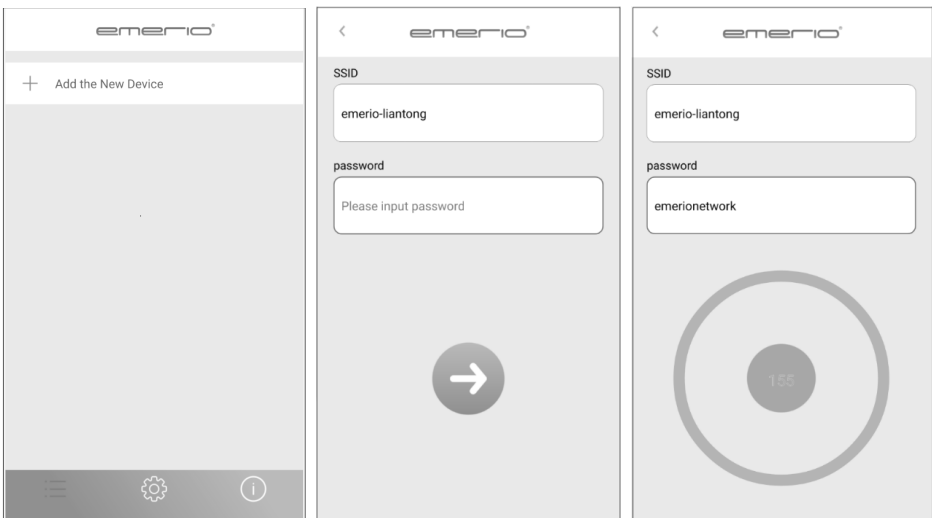 emerio®
Add the New Device
emerio®
SSID
emerio-liantong
password
Please input password
emerio®
SSID
emerio-liantong
password
emerionetwork
155